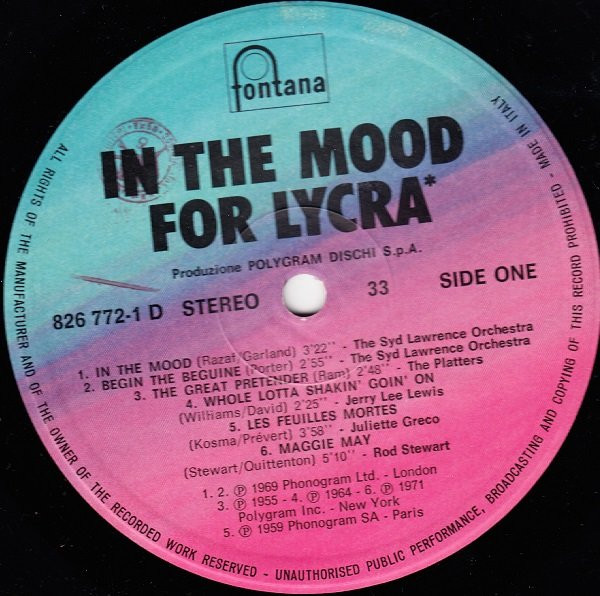 fontana
IN THE MOOD
FOR LYCRA*
Produzione POLYGRAM DISCHI S.p.A.
826 772-1 D STEREO 33 SIDE ONE
1. IN THE MOOD (Razaf/Garland) 3'22'' - The Syd Lawrence Orchestra
2. BEGIN THE BEGUINE (Porter) 2'55'' - The Syd Lawrence Orchestra
3. THE GREAT PRETENDER (Ram) 2'48'' - The Platters
4. WHOLE LOTTA SHAKIN' GOIN' ON
(Williams/David) 2'25'' - Jerry Lee Lewis
5. LES FEUILLES MORTES
(Kosma/Prévert) 3'58'' - Juliette Greco
6. MAGGIE MAY
(Stewart/Quittenton) 5'10'' - Rod Stewart
1. 2. Ⓟ 1969 Phonogram Ltd. - London
3. Ⓟ 1955 - 4. Ⓟ 1964 - 6. Ⓟ 1971
Polygram Inc. - New York
5. Ⓟ 1959 Phonogram SA - Paris
ALL RIGHTS OF THE MANUFACTURER AND OF THE OWNER OF THE RECORDED WORK RESERVED - UNAUTHORISED PUBLIC PERFORMANCE, BROADCASTING AND COPYING OF THIS RECORD PROHIBITED - MADE IN ITALY